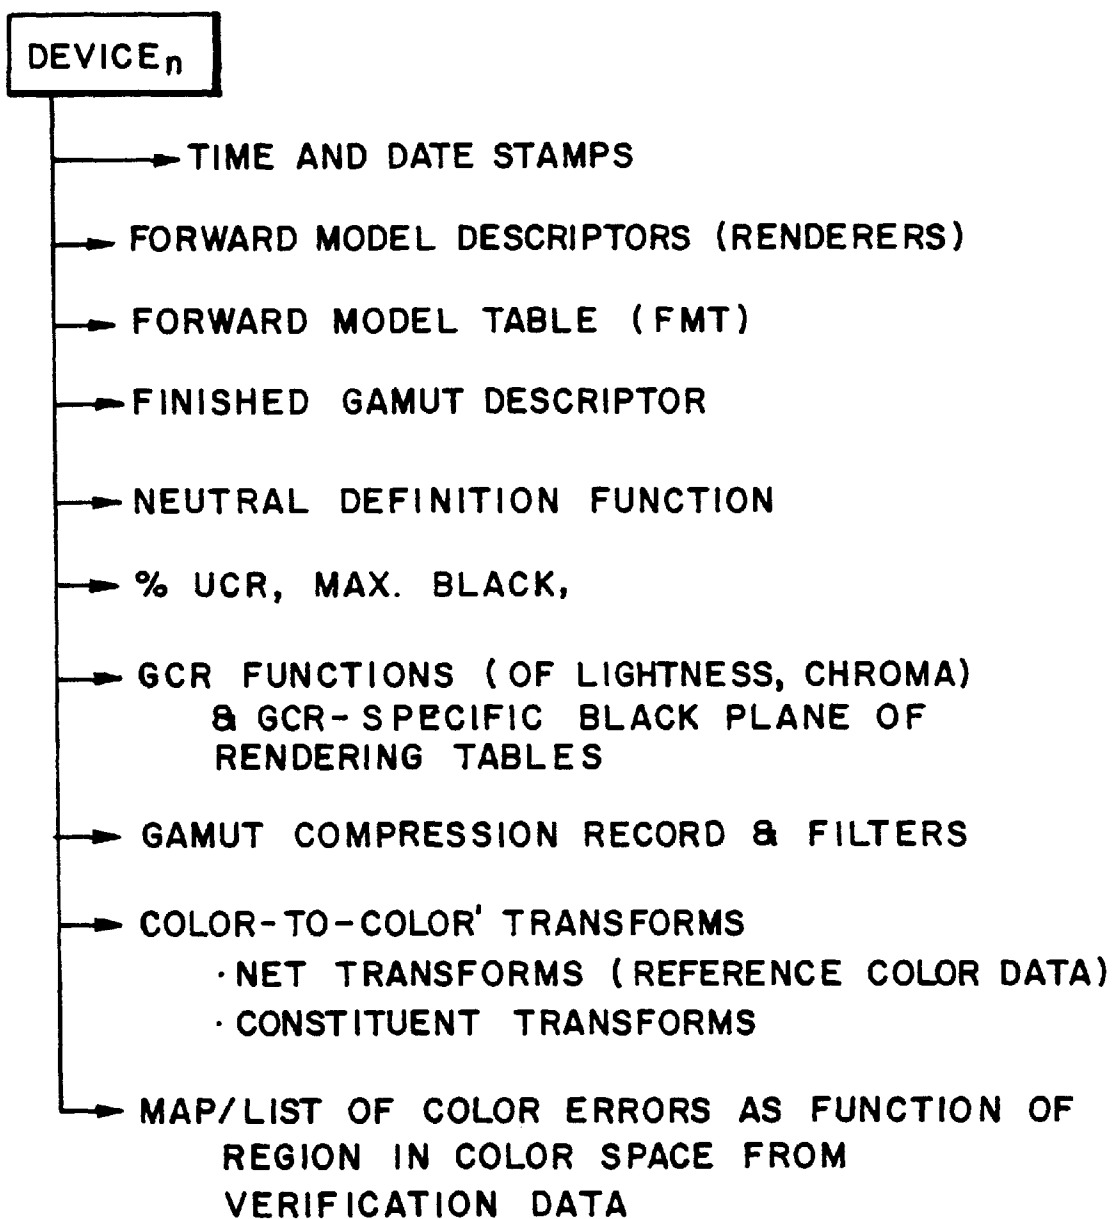 DEVICEn
TIME AND DATE STAMPS
FORWARD MODEL DESCRIPTORS (RENDERERS)
FORWARD MODEL TABLE (FMT)
FINISHED GAMUT DESCRIPTOR
NEUTRAL DEFINITION FUNCTION
% UCR, MAX. BLACK,
GCR FUNCTIONS (OF LIGHTNESS, CHROMA)
& GCR-SPECIFIC BLACK PLANE OF
RENDERING TABLES
GAMUT COMPRESSION RECORD & FILTERS
COLOR-TO-COLOR' TRANSFORMS
· NET TRANSFORMS (REFERENCE COLOR DATA)
· CONSTITUENT TRANSFORMS
MAP/LIST OF COLOR ERRORS AS FUNCTION OF
REGION IN COLOR SPACE FROM
VERIFICATION DATA